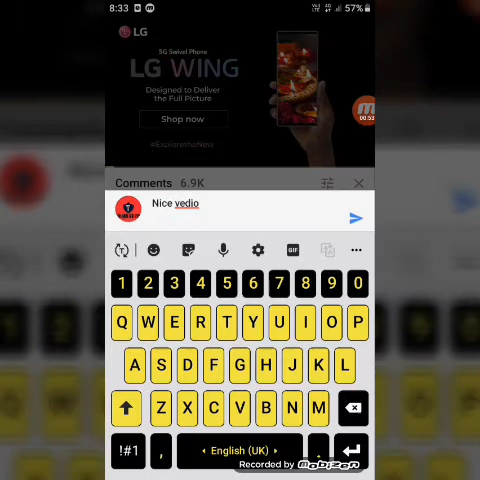 8:33
57%
LG
5G Swivel Phone
LG WING
Designed to Deliver
the Full Picture
Shop now
#ExploretheNew
00:53
Comments 6.9K
Nice vedio
GIF
1 2 3 4 5 6 7 8 9 0
Q W E R T Y U I O P
A S D F G H J K L
Z X C V B N M
!#1 , English (UK) .
Recorded by Mobizen